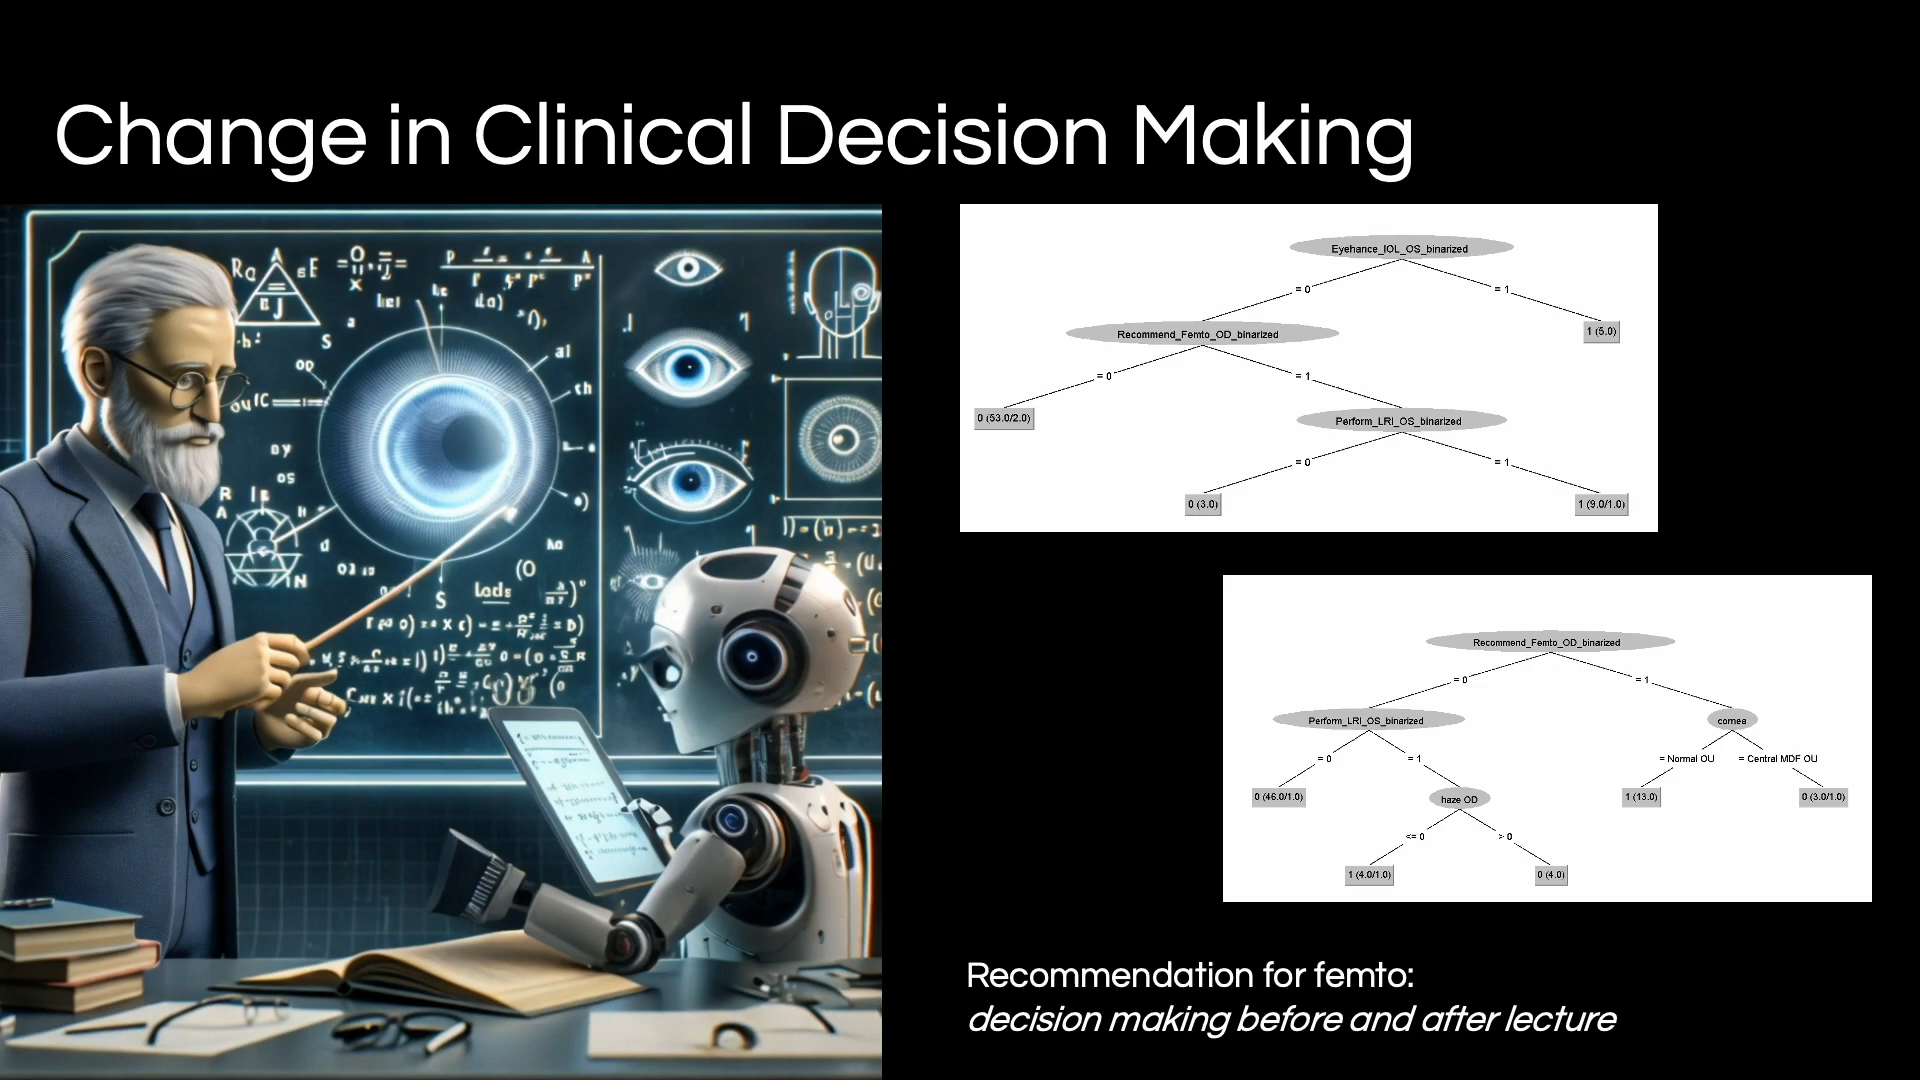 Change in Clinical Decision Making
Eyehance_IOL_OS_binarized
= 0
= 1
Recommend_Femto_OD_binarized
1 (5.0)
= 0
= 1
0 (53.0/2.0)
Perform_LRI_OS_binarized
= 0
= 1
0 (3.0)
1 (9.0/1.0)
Recommend_Femto_OD_binarized
= 0
= 1
Perform_LRI_OS_binarized
cornea
= 0
= 1
= Normal OU
= Central MDF OU
0 (46.0/1.0)
haze OD
1 (13.0)
0 (3.0/1.0)
<= 0
> 0
1 (4.0/1.0)
0 (4.0)
Recommendation for femto:
decision making before and after lecture